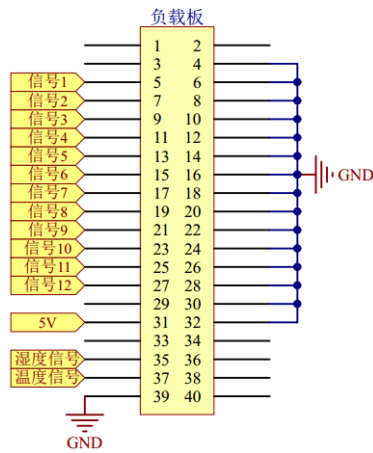 负载板
1 2
3 4
信号1 5 6
信号2 7 8
信号3 9 10
信号4 11 12
信号5 13 14
信号6 15 16 GND
信号7 17 18
信号8 19 20
信号9 21 22
信号10 23 24
信号11 25 26
信号12 27 28
29 30
5V 31 32
33 34
湿度信号 35 36
温度信号 37 38
39 40
GND